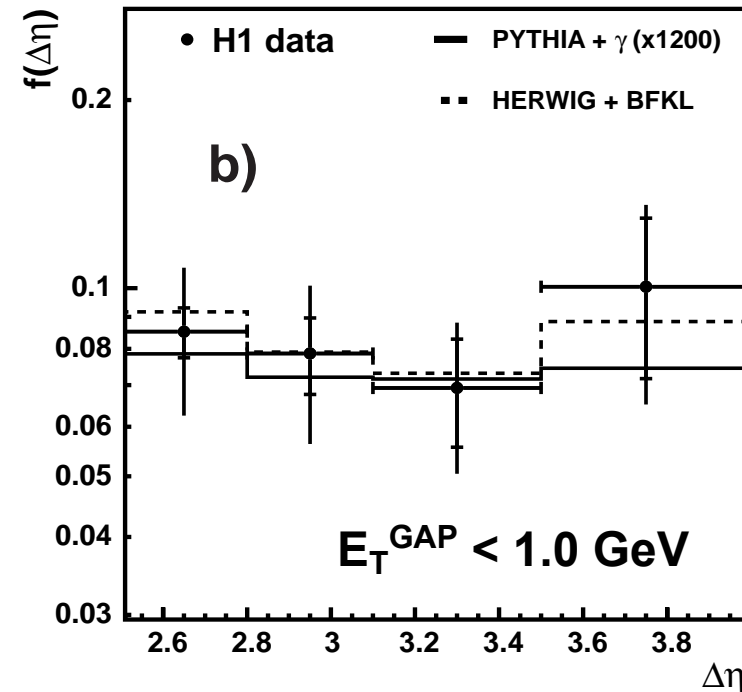 f(Δη)
H1 data
PYTHIA + γ (x1200)
HERWIG + BFKL
b)
0.2
0.1
0.08
0.06
0.05
0.04
0.03
E_T^GAP < 1.0 GeV
2.6 2.8 3 3.2 3.4 3.6 3.8
Δη